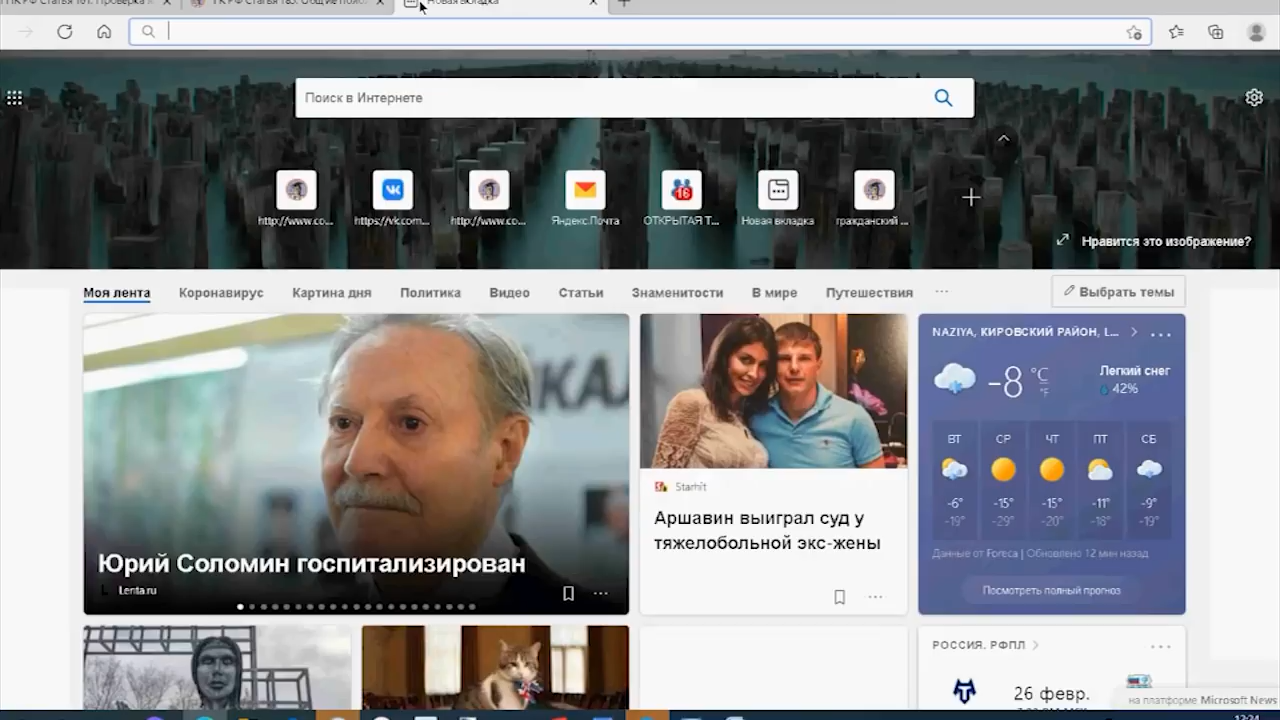 Новая вкладка
Поиск в Интернете
http://www.co...
https://vk.com...
http://www.co...
Яндекс.Почта
ОТКРЫТАЯ Т...
Новая вкладка
гражданский ...
Нравится это изображение?
Моя лента
Коронавирус
Картина дня
Политика
Видео
Статьи
Знаменитости
В мире
Путешествия
Выбрать темы
Юрий Соломин госпитализирован
Lenta.ru
StarHit
Аршавин выиграл суд у
тяжелобольной экс-жены
NAZIYA, КИРОВСКИЙ РАЙОН, L...
-8 °C
°F
Легкий снег
42%
ВТ СР ЧТ ПТ СБ
-6° -15° -15° -11° -9°
-19° -29° -20° -18° -19°
Данные от Foreca | Обновлено 12 мин назад
Посмотреть полный прогноз
РОССИЯ. РФПЛ
26 февр.
на платформе Microsoft News